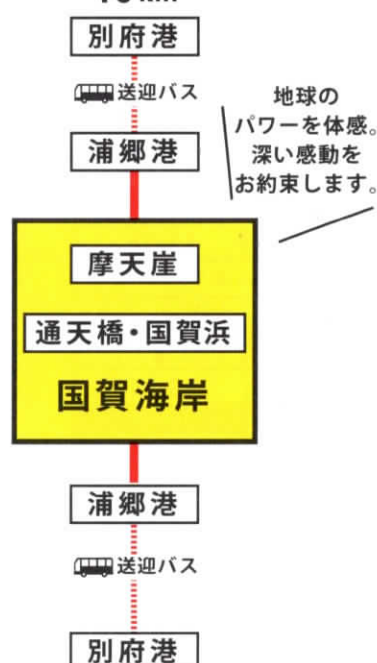 別府港
送迎バス
浦郷港
地球の
パワーを体感。
深い感動を
お約束します。
摩天崖
通天橋・国賀浜
国賀海岸
浦郷港
送迎バス
別府港